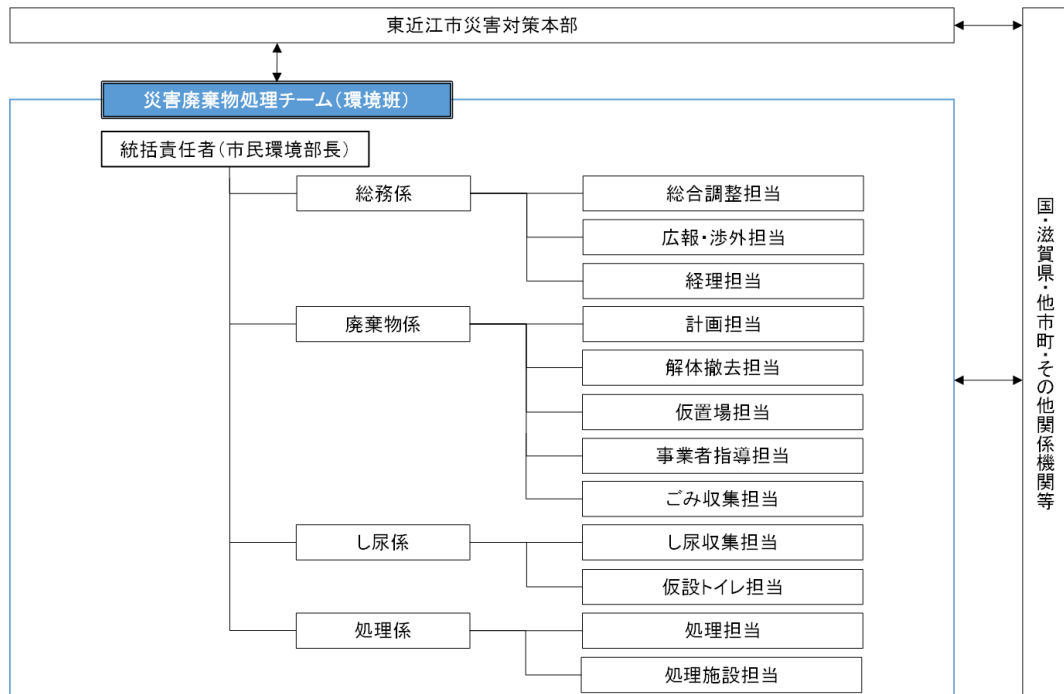 東近江市災害対策本部
災害廃棄物処理チーム(環境班)
統括責任者(市民環境部長)
総務係
総合調整担当
広報・渉外担当
経理担当
廃棄物係
計画担当
解体撤去担当
仮置場担当
事業者指導担当
ごみ収集担当
し尿係
し尿収集担当
仮設トイレ担当
処理係
処理担当
処理施設担当
国・滋賀県・他市町・その他関係機関等